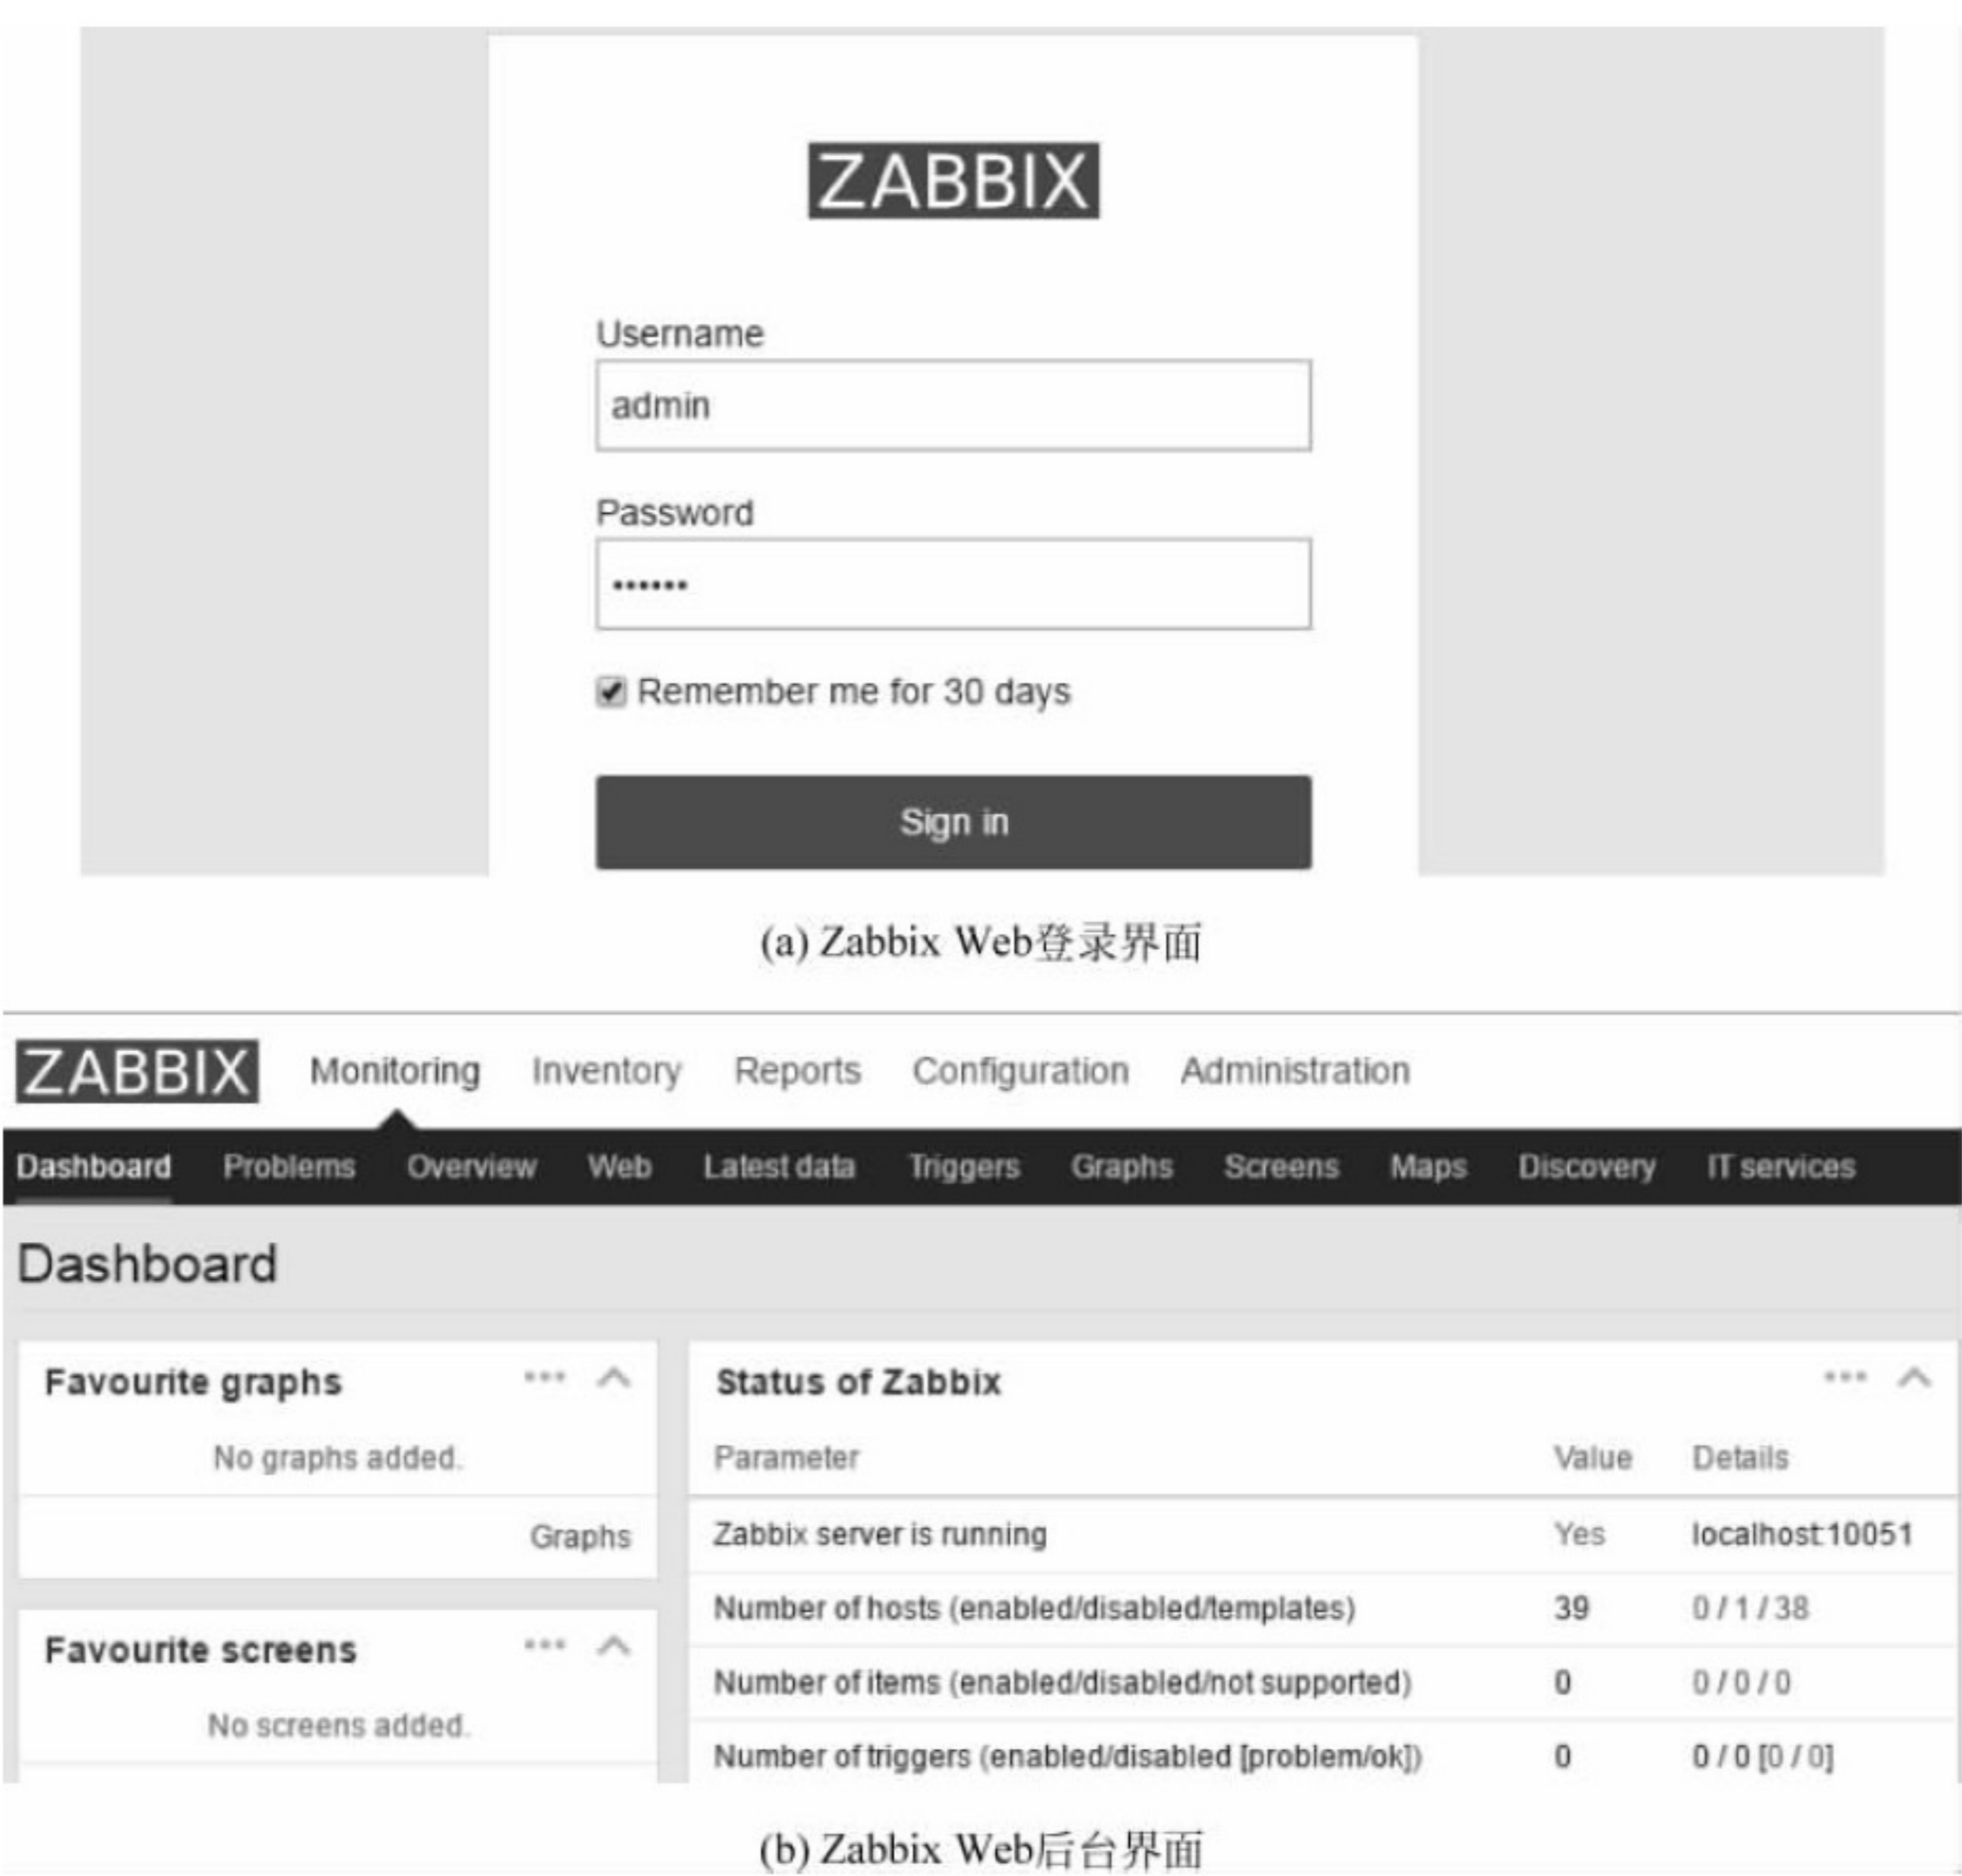 ZABBIX
Username
admin
Password
••••••
Remember me for 30 days
Sign in
(a) Zabbix Web登录界面
ZABBIX Monitoring Inventory Reports Configuration Administration
Dashboard Problems Overview Web Latest data Triggers Graphs Screens Maps Discovery IT services
Dashboard
Favourite graphs
No graphs added.
Graphs
Favourite screens
No screens added.
Status of Zabbix
Parameter Value Details
Zabbix server is running Yes localhost:10051
Number of hosts (enabled/disabled/templates) 39 0 / 1 / 38
Number of items (enabled/disabled/not supported) 0 0 / 0 / 0
Number of triggers (enabled/disabled [problem/ok]) 0 0 / 0 [0 / 0]
(b) Zabbix Web后台界面